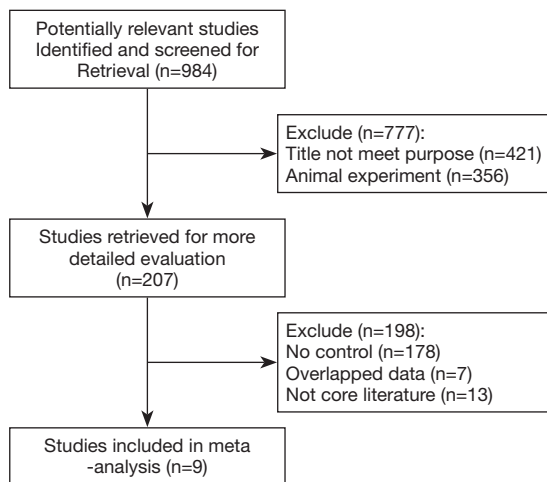 Potentially relevant studies
Identified and screened for
Retrieval (n=984)
Exclude (n=777):
Title not meet purpose (n=421)
Animal experiment (n=356)
Studies retrieved for more
detailed evaluation
(n=207)
Exclude (n=198):
No control (n=178)
Overlapped data (n=7)
Not core literature (n=13)
Studies included in meta
-analysis (n=9)